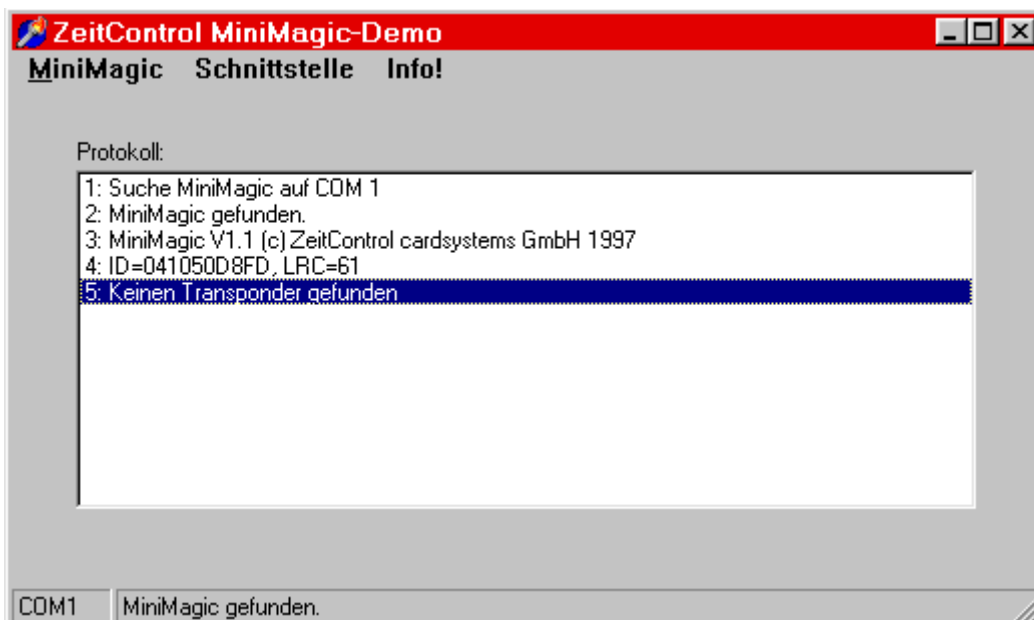 ZeitControl MiniMagic-Demo
MiniMagic Schnittstelle Info!
Protokoll:
1: Suche MiniMagic auf COM 1
2: MiniMagic gefunden.
3: MiniMagic V1.1 (c) ZeitControl cardsystems GmbH 1997
4: ID=041050D8FD, LRC=61
5: Keinen Transponder gefunden
COM1 MiniMagic gefunden.